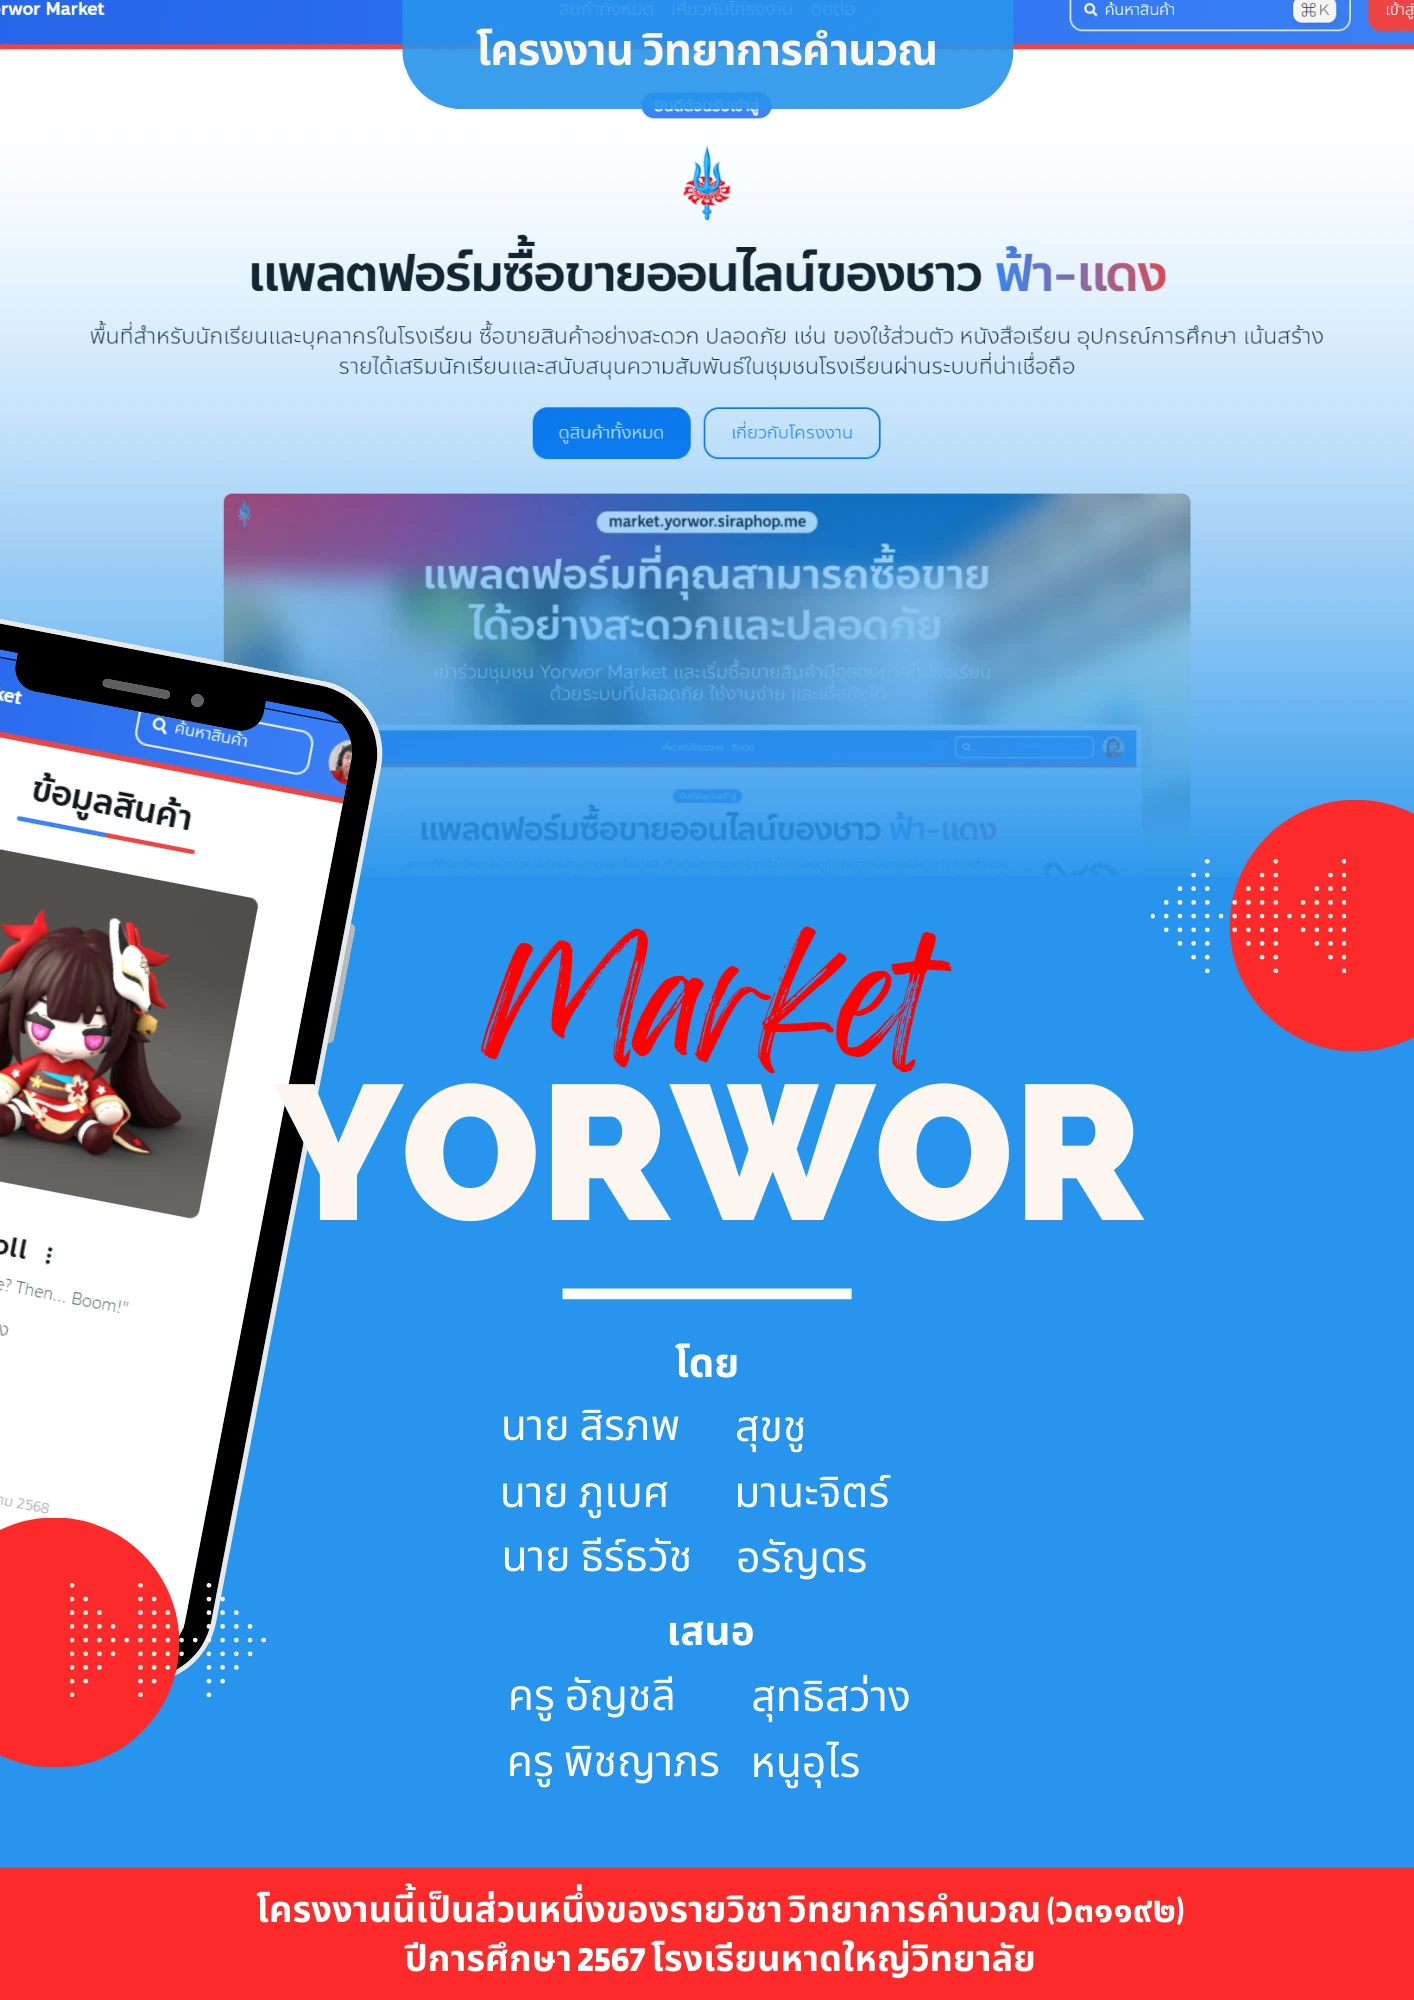 rwor Market
สินค้าทั้งหมด เกี่ยวกับโครงงาน ติดต่อ
ค้นหาสินค้า
⌘K
เข้าสู่
โครงงาน วิทยาการคำนวณ
ยินดีต้อนรับเข้าสู่
แพลตฟอร์มซื้อขายออนไลน์ของชาว ฟ้า-แดง
พื้นที่สำหรับนักเรียนและบุคลากรในโรงเรียน ซื้อขายสินค้าอย่างสะดวก ปลอดภัย เช่น ของใช้ส่วนตัว หนังสือเรียน อุปกรณ์การศึกษา เน้นสร้าง
รายได้เสริมนักเรียนและสนับสนุนความสัมพันธ์ในชุมชนโรงเรียนผ่านระบบที่น่าเชื่อถือ
ดูสินค้าทั้งหมด
เกี่ยวกับโครงงาน
market.yorwor.siraphop.me
แพลตฟอร์มที่คุณสามารถซื้อขาย
ได้อย่างสะดวกและปลอดภัย
เข้าร่วมชุมชน Yorwor Market และเริ่มซื้อขายสินค้ามือสองภายในโรงเรียน
ด้วยระบบที่ปลอดภัย ใช้งานง่าย และเชื่อถือได้
เกี่ยวกับโครงงาน ติดต่อ
แพลตฟอร์มซื้อขายออนไลน์ของชาว ฟ้า-แดง
ket
ค้นหาสินค้า
ข้อมูลสินค้า
oll
e? Then... Boom!"
คม 2568
Market
YORWOR
โดย
นาย สิรภพ สุขชู
นาย ภูเบศ มานะจิตร์
นาย ธีร์ธวัช อรัญดร
เสนอ
ครู อัญชลี สุทธิสว่าง
ครู พิชญาภร หนูอุไร
โครงงานนี้เป็นส่วนหนึ่งของรายวิชา วิทยาการคำนวณ (ว๓๑๑๙๒)
ปีการศึกษา 2567 โรงเรียนหาดใหญ่วิทยาลัย